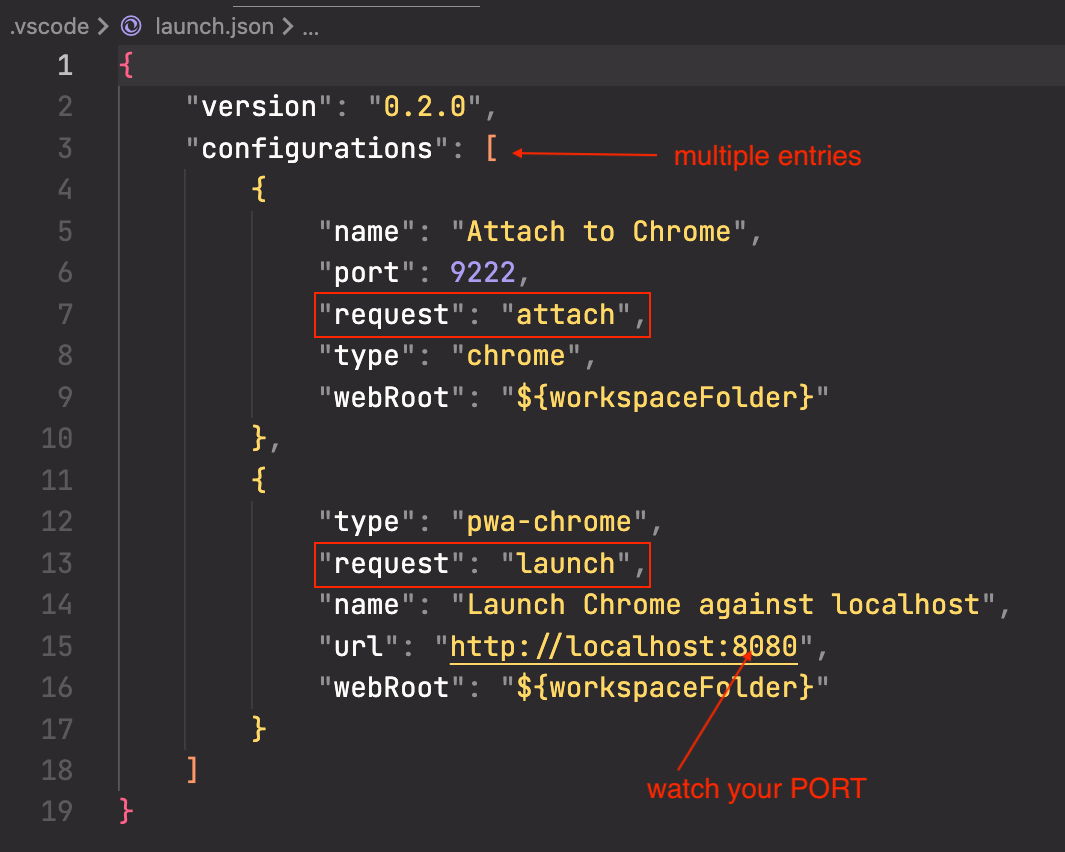 .vscode > launch.json > ...
1 {
2 "version": "0.2.0",
3 "configurations": [
multiple entries
4 {
5 "name": "Attach to Chrome",
6 "port": 9222,
7 "request": "attach",
8 "type": "chrome",
9 "webRoot": "${workspaceFolder}"
10 },
11 {
12 "type": "pwa-chrome",
13 "request": "launch",
14 "name": "Launch Chrome against localhost",
15 "url": "http://localhost:8080",
16 "webRoot": "${workspaceFolder}"
17 }
18 ]
watch your PORT
19 }